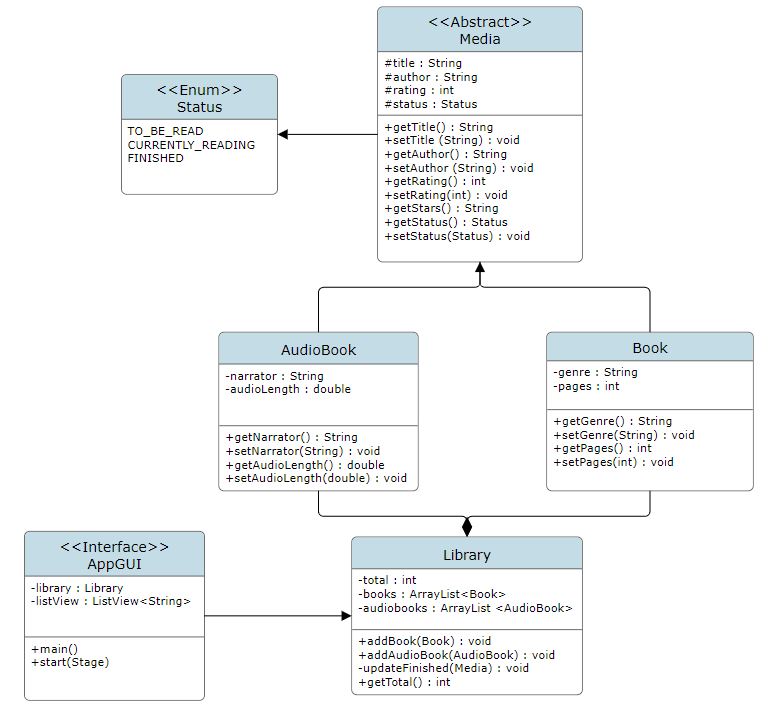 <<Abstract>>
Media
#title : String
#author : String
#rating : int
#status : Status
+getTitle() : String
+setTitle (String) : void
+getAuthor() : String
+setAuthor (String) : void
+getRating() : int
+setRating(int) : void
+getStars() : String
+getStatus() : Status
+setStatus(Status) : void
<<Enum>>
Status
TO_BE_READ
CURRENTLY_READING
FINISHED
AudioBook
-narrator : String
-audioLength : double
+getNarrator() : String
+setNarrator(String) : void
+getAudioLength() : double
+setAudioLength(double) : void
Book
-genre : String
-pages : int
+getGenre() : String
+setGenre(String) : void
+getPages() : int
+setPages(int) : void
<<Interface>>
AppGUI
-library : Library
-listView : ListView<String>
+main()
+start(Stage)
Library
-total : int
-books : ArrayList<Book>
-audiobooks : ArrayList <AudioBook>
+addBook(Book) : void
+addAudioBook(AudioBook) : void
-updateFinished(Media) : void
+getTotal() : int